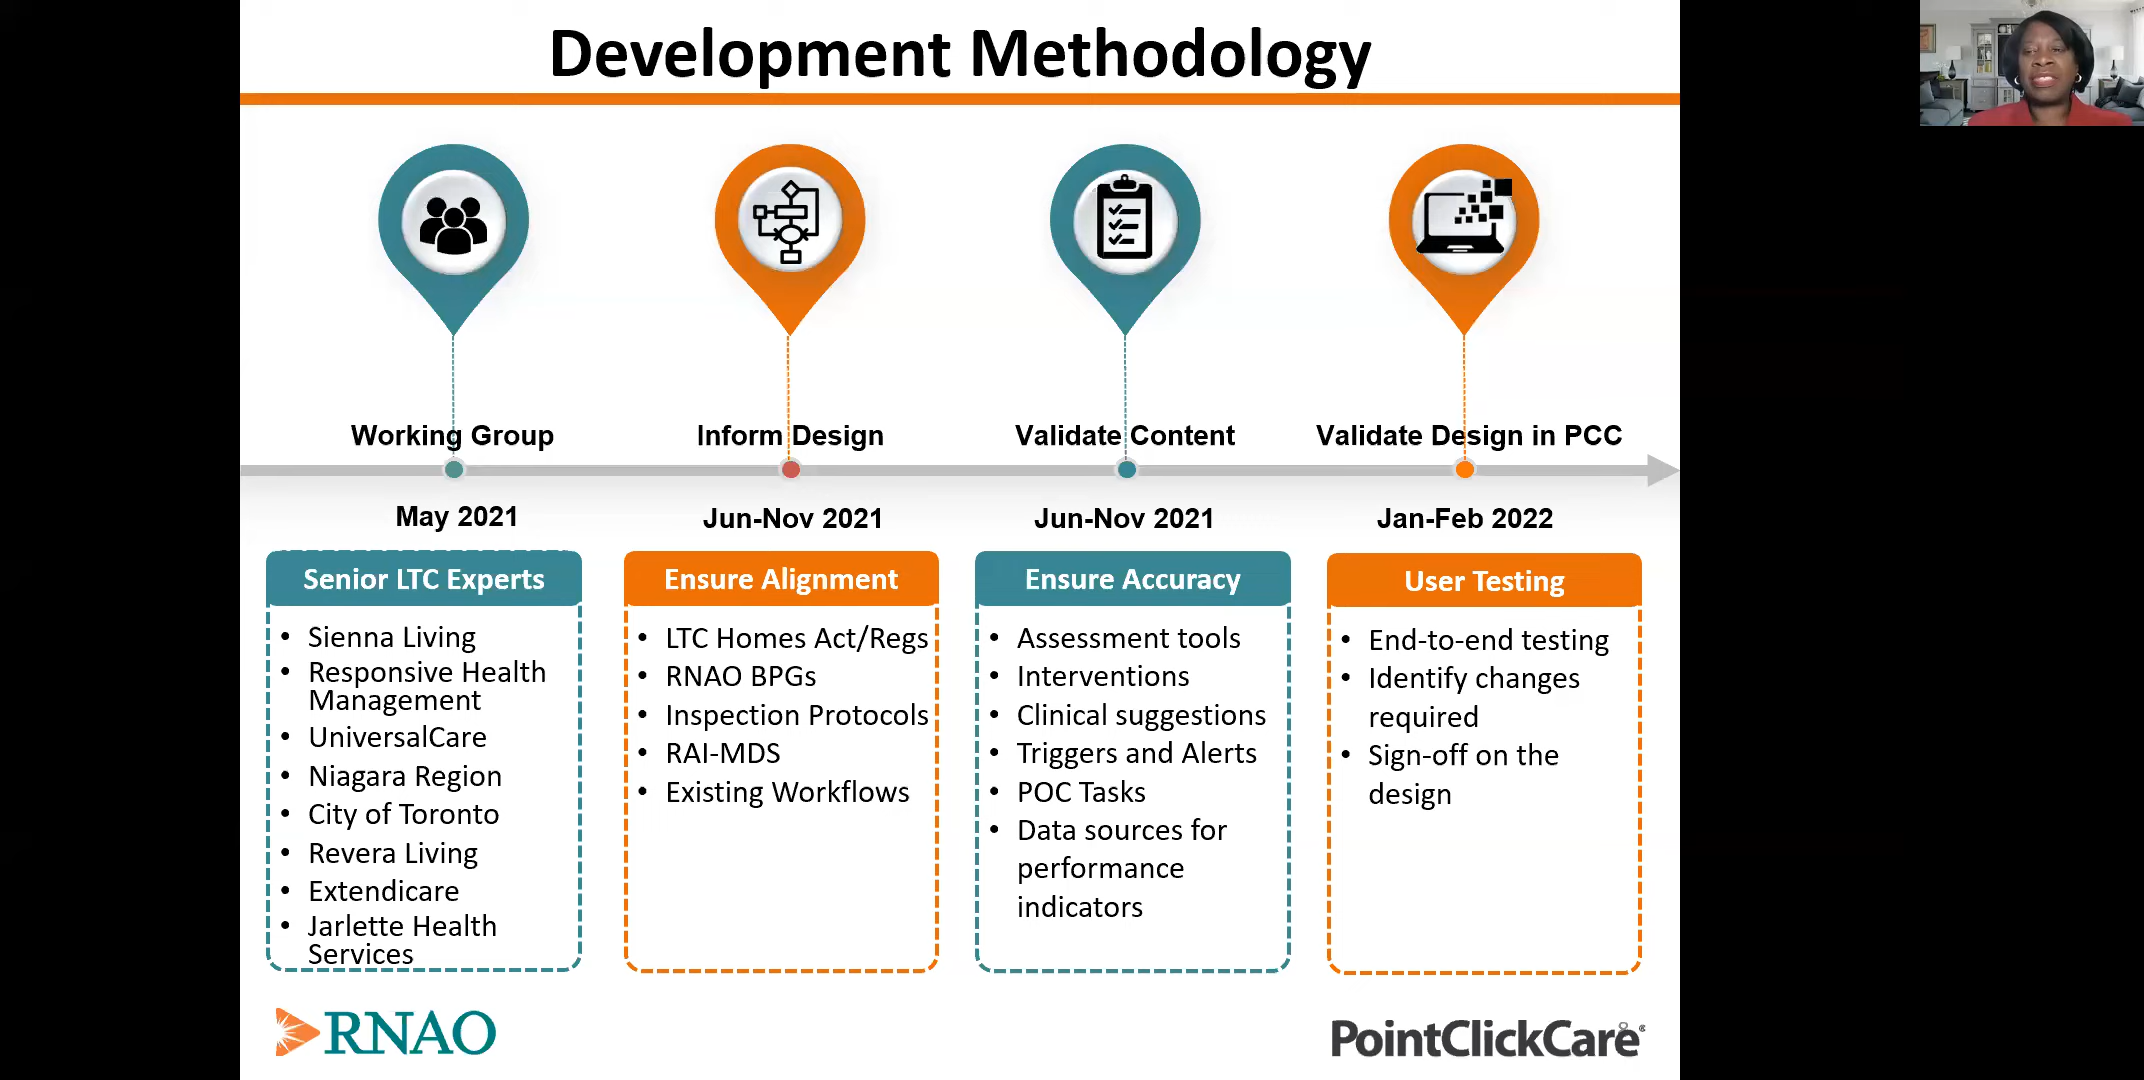 Development Methodology
Working Group
Inform Design
Validate Content
Validate Design in PCC
May 2021
Jun-Nov 2021
Jun-Nov 2021
Jan-Feb 2022
Senior LTC Experts
• Sienna Living
• Responsive Health
Management
• UniversalCare
• Niagara Region
• City of Toronto
• Revera Living
• Extendicare
• Jarlette Health
Services
Ensure Alignment
• LTC Homes Act/Regs
• RNAO BPGs
• Inspection Protocols
• RAI-MDS
• Existing Workflows
Ensure Accuracy
• Assessment tools
• Interventions
• Clinical suggestions
• Triggers and Alerts
• POC Tasks
• Data sources for
performance
indicators
User Testing
• End-to-end testing
• Identify changes
required
• Sign-off on the
design
RNAO
PointClickCare